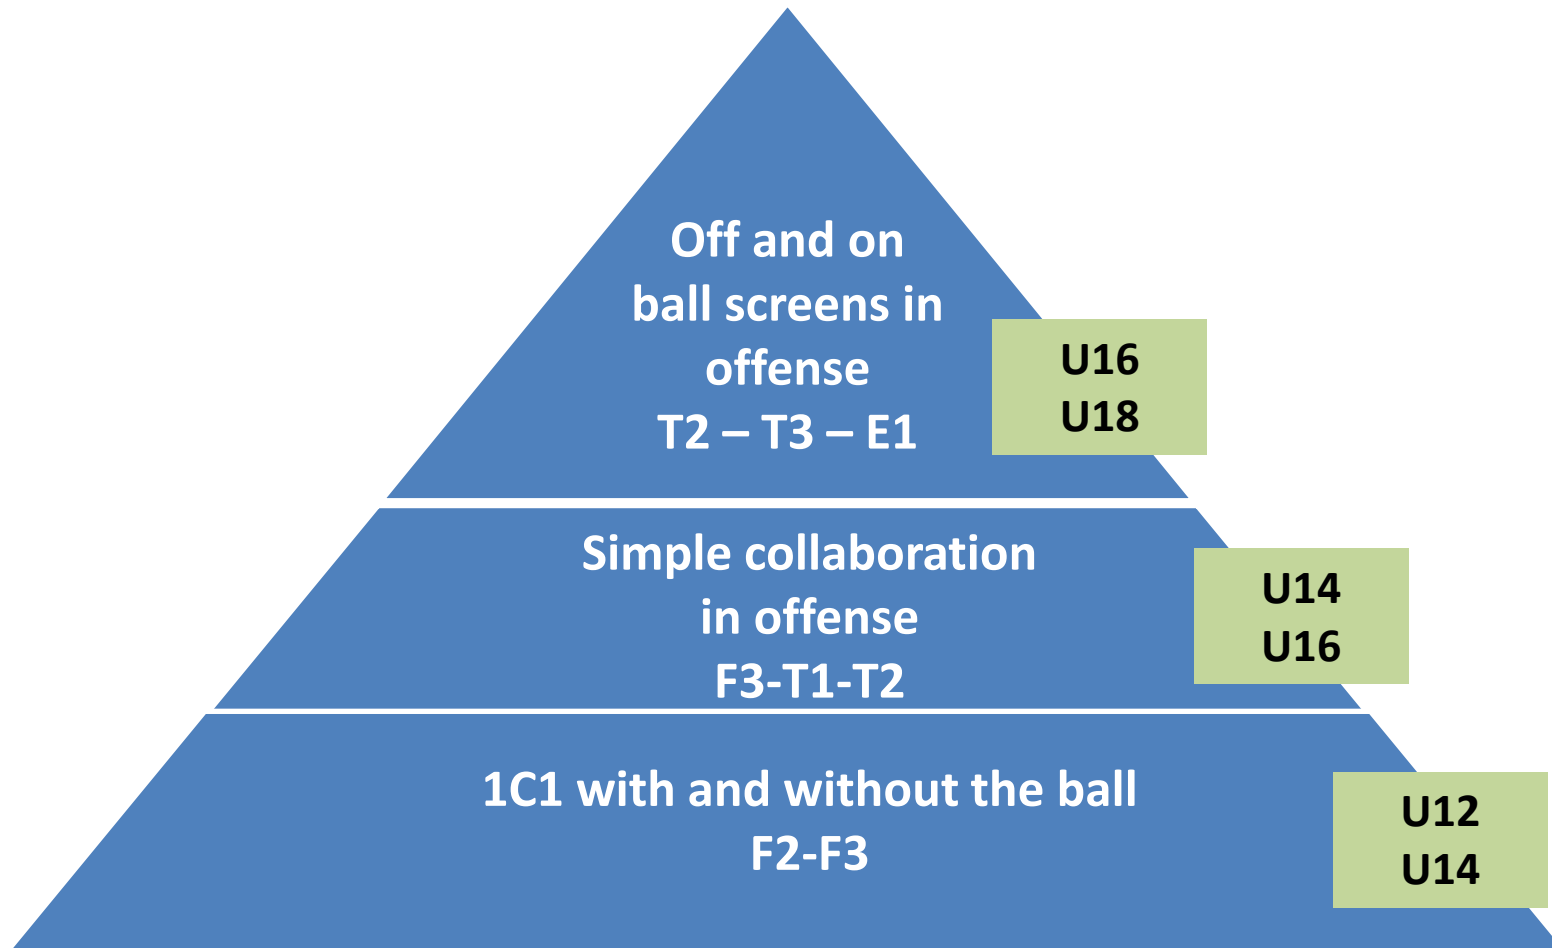 Off and on
ball screens in
offense
T2 – T3 – E1
U16
U18
Simple collaboration
in offense
F3-T1-T2
U14
U16
1C1 with and without the ball
F2-F3
U12
U14